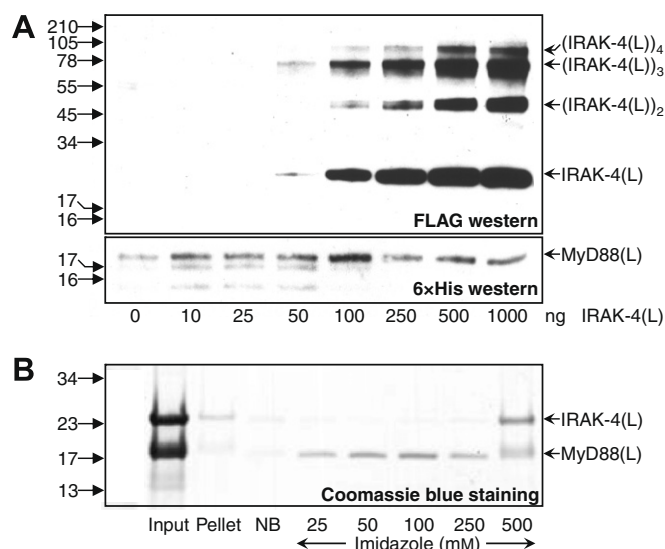 A
210
105
78
55
45
34
17
16
(IRAK-4(L))₄
(IRAK-4(L))₃
(IRAK-4(L))₂
IRAK-4(L)
FLAG western
17
16
MyD88(L)
6×His western
0 10 25 50 100 250 500 1000 ng IRAK-4(L)
B
34
23
17
13
IRAK-4(L)
MyD88(L)
Coomassie blue staining
Input Pellet NB 25 50 100 250 500
Imidazole (mM)